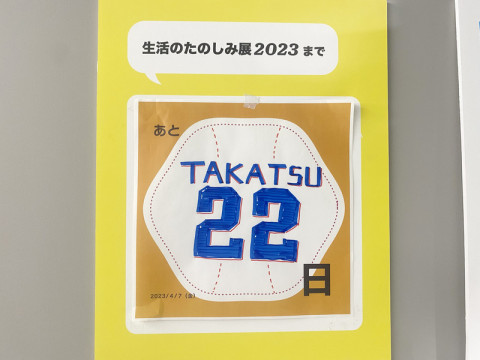 生活のたのしみ展2023まで
あと
TAKATSU
22
日
2023/4/7(金)